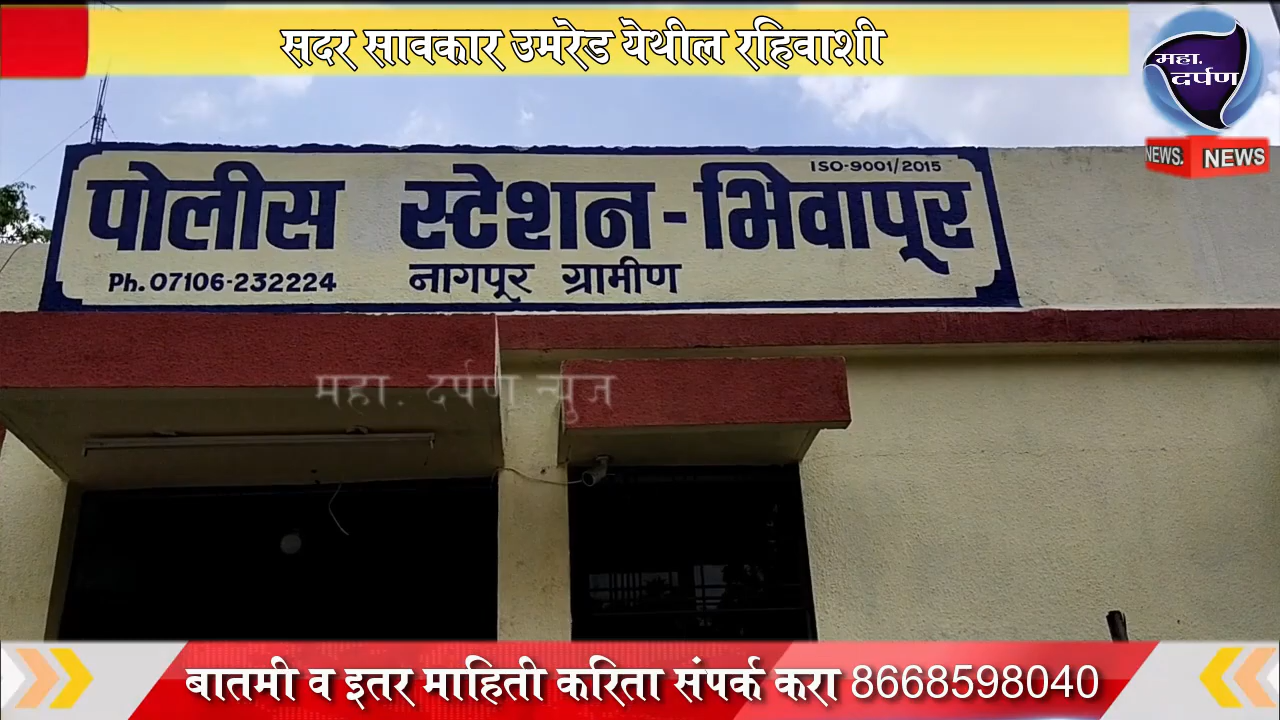 सदर सावकार उमरेड येथील रहिवाशी
महा.
दर्पण
NEWS. NEWS
ISO-9001/2015
पोलीस स्टेशन-भिवापूर
Ph. 07106-232224 नागपूर ग्रामीण
महा. दर्पण न्युज
बातमी व इतर माहिती करिता संपर्क करा 8668598040